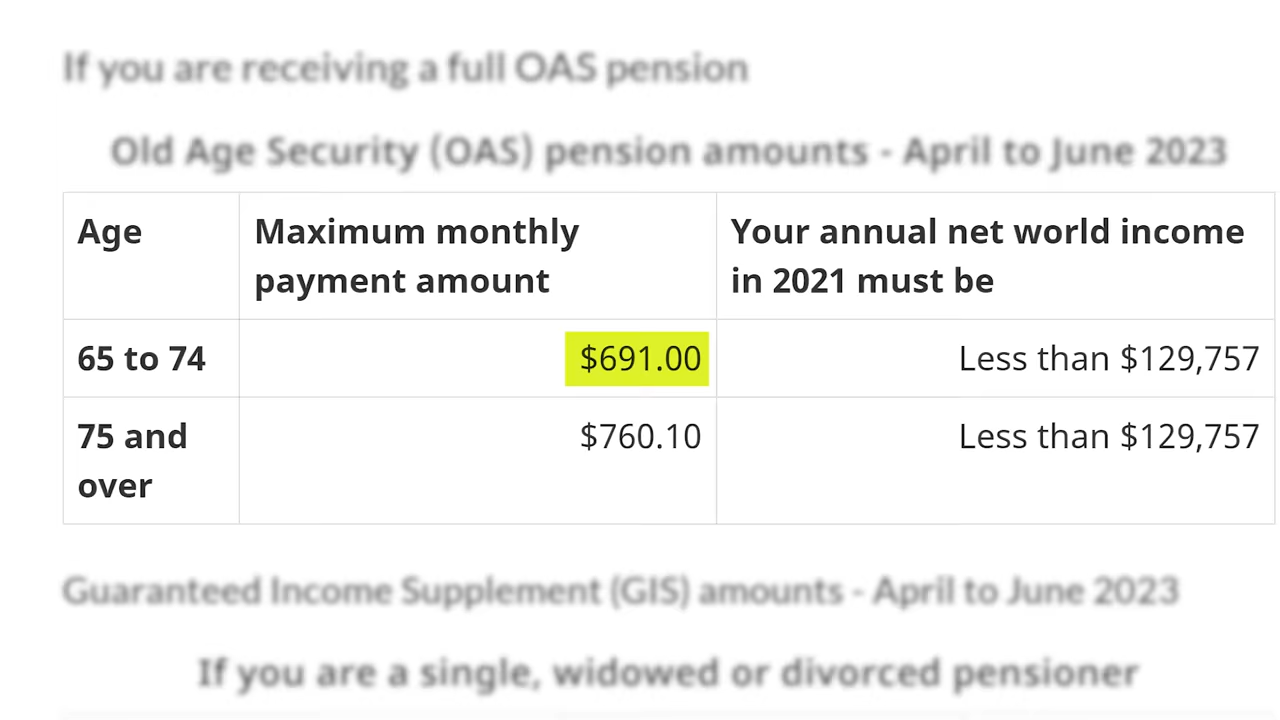 If you are receiving a full OAS pension
Old Age Security (OAS) pension amounts - April to June 2023
Age
Maximum monthly
payment amount
Your annual net world income
in 2021 must be
65 to 74
$691.00
Less than $129,757
75 and
over
$760.10
Less than $129,757
Guaranteed Income Supplement (GIS) amounts - April to June 2023
If you are a single, widowed or divorced pensioner